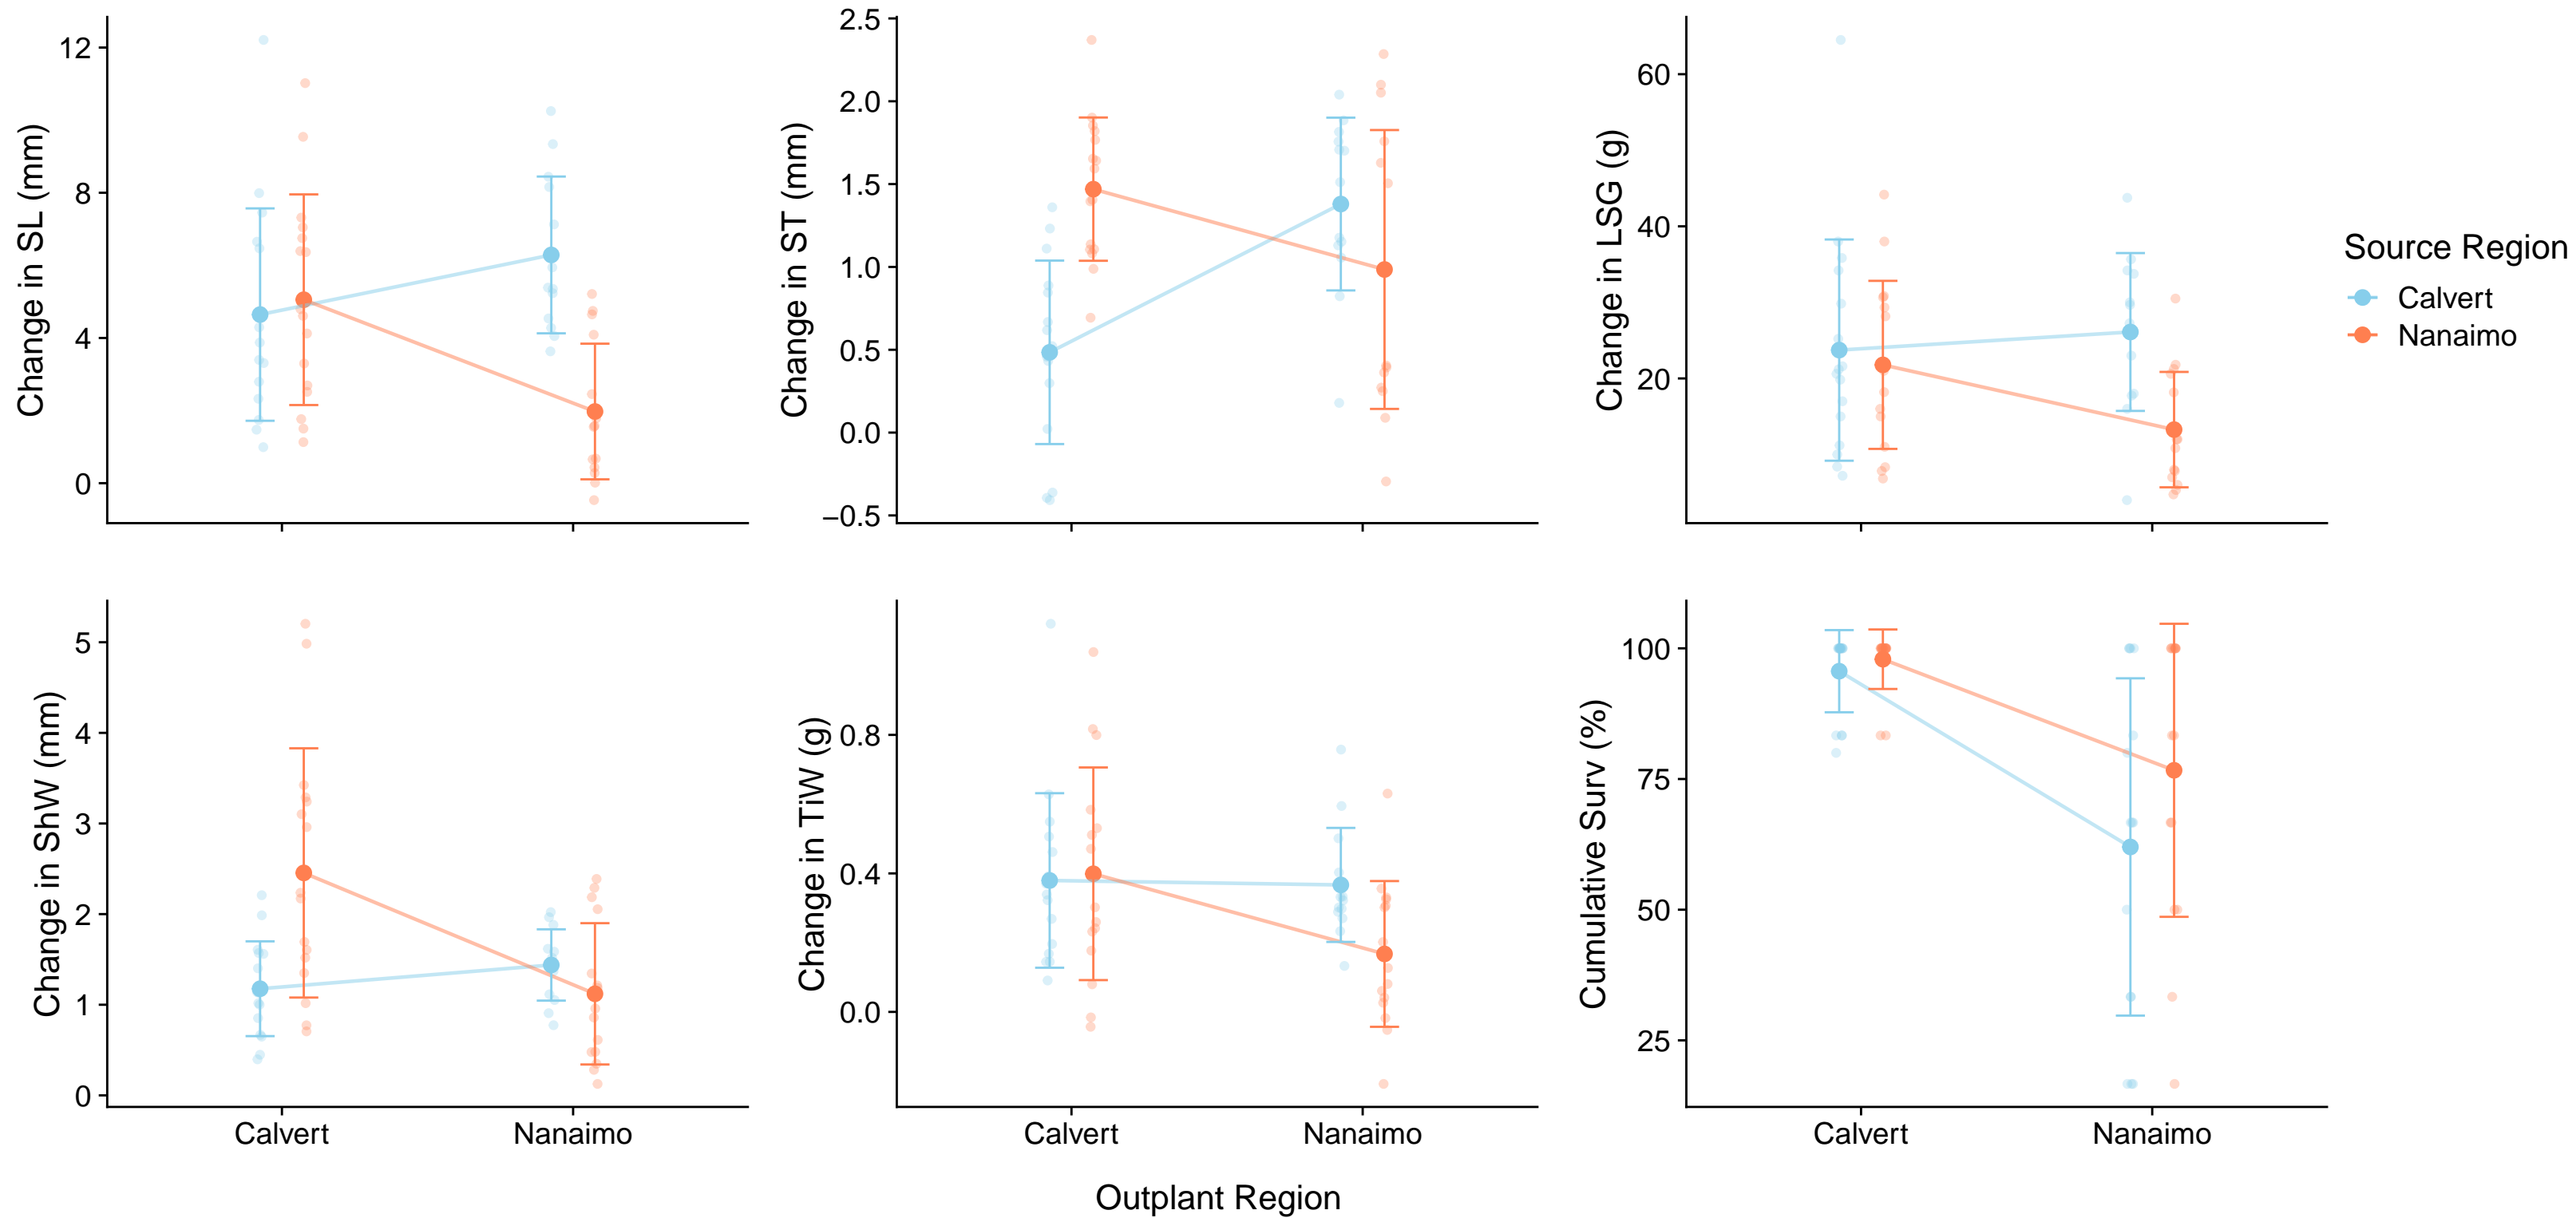 Change in SL (mm)
12
8
4
0
Change in ST (mm)
2.5
2.0
1.5
1.0
0.5
0.0
−0.5
Change in LSG (g)
60
40
20
Source Region
Calvert
Nanaimo
Change in ShW (mm)
5
4
3
2
1
0
Calvert Nanaimo
Change in TiW (g)
0.8
0.4
0.0
Calvert Nanaimo
Cumulative Surv (%)
100
75
50
25
Calvert Nanaimo
Outplant Region